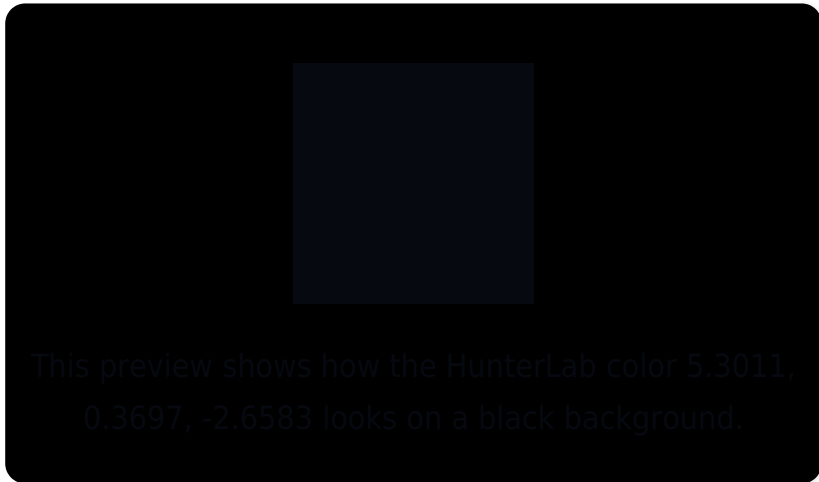 This preview shows how the HunterLab color 5.3011,
0.3697, -2.6583 looks on a black background.